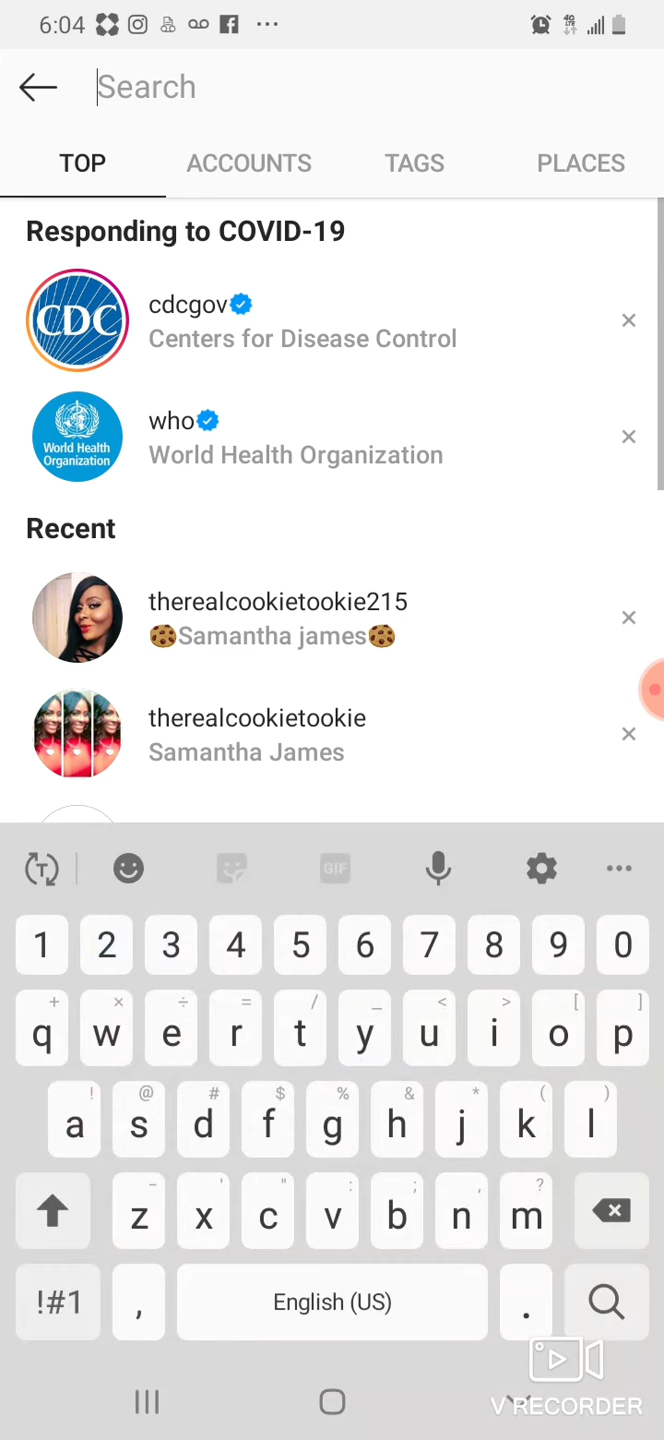 6:04
Search
TOP ACCOUNTS TAGS PLACES
Responding to COVID-19
CDC
cdcgov
Centers for Disease Control
World Health
Organization
who
World Health Organization
Recent
therealcookietookie215
🍪Samantha james🍪
therealcookietookie
Samantha James
T GIF
1 2 3 4 5 6 7 8 9 0
+ × ÷ = / _ < > [ ]
q w e r t y u i o p
! @ # $ % & * ( )
a s d f g h j k l
- ' " : ; , ?
z x c v b n m
!#1 , English (US) .
V RECORDER